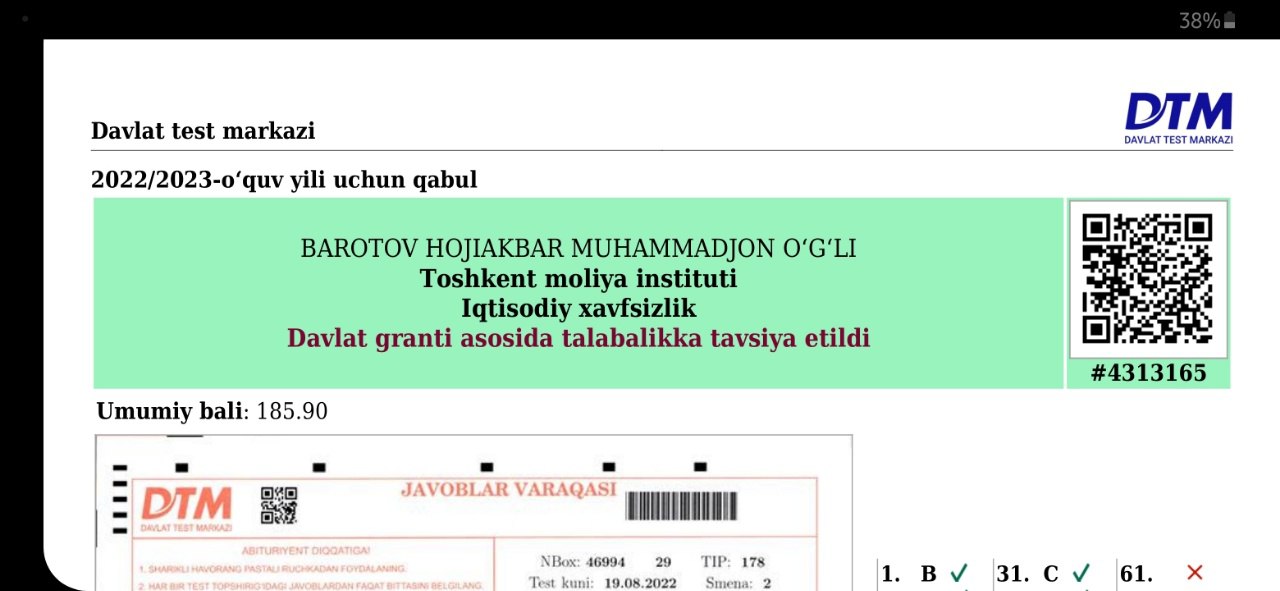 38%
DTM
DAVLAT TEST MARKAZI
Davlat test markazi
2022/2023-o‘quv yili uchun qabul
BAROTOV HOJIAKBAR MUHAMMADJON O‘G‘LI
Toshkent moliya instituti
Iqtisodiy xavfsizlik
Davlat granti asosida talabalikka tavsiya etildi
#4313165
Umumiy bali: 185.90
DTM
DAVLAT TEST MARKAZI
JAVOBLAR VARAQASI
ABITURIYENT DIQQATIGA!
1. SHARIKLI HAVORANG PASTALI RUCHKADAN FOYDALANING.
2. HAR BIR TEST TOPSHIRIG'IDAGI JAVOBLARDAN FAQAT BITTASINI BELGILANG.
NBox: 46994 29 TIP: 178
Test kuni: 19.08.2022 Smena: 2
1. B ✓ 31. C ✓ 61. ✕